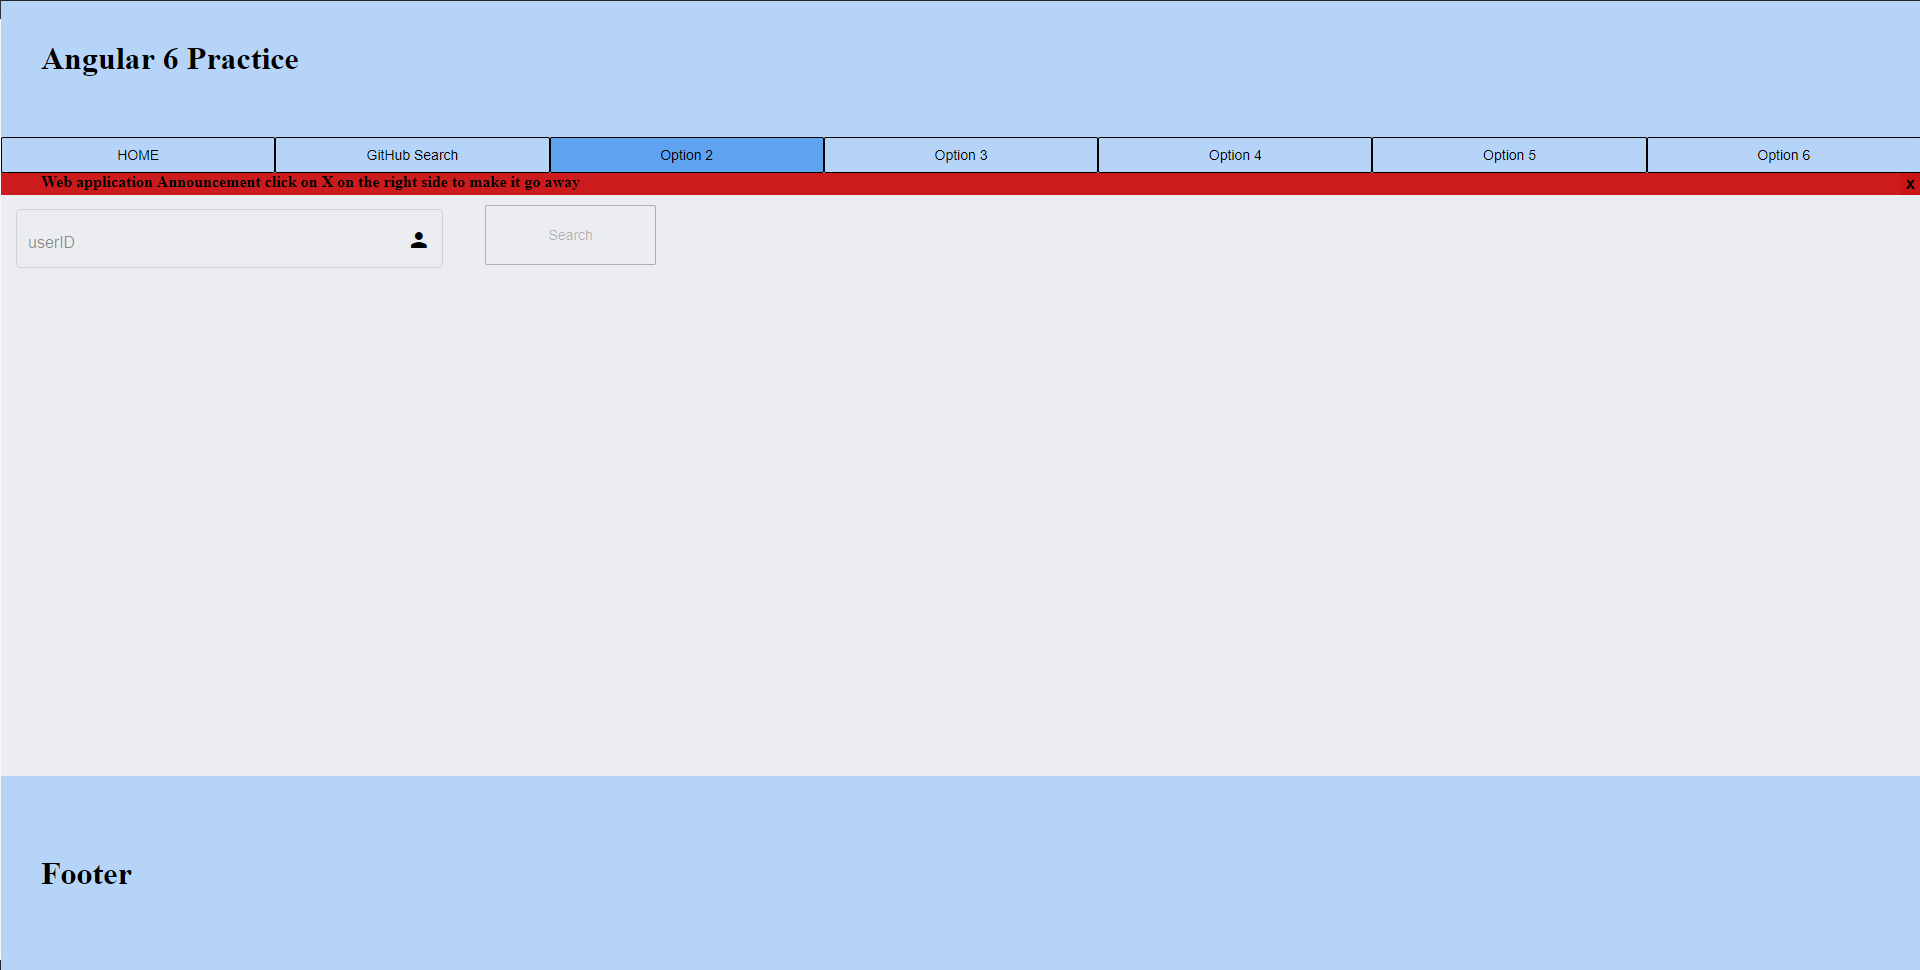 Angular 6 Practice
HOME
GitHub Search
Option 2
Option 3
Option 4
Option 5
Option 6
Web application Announcement click on X on the right side to make it go away
x
userID
Search
Footer